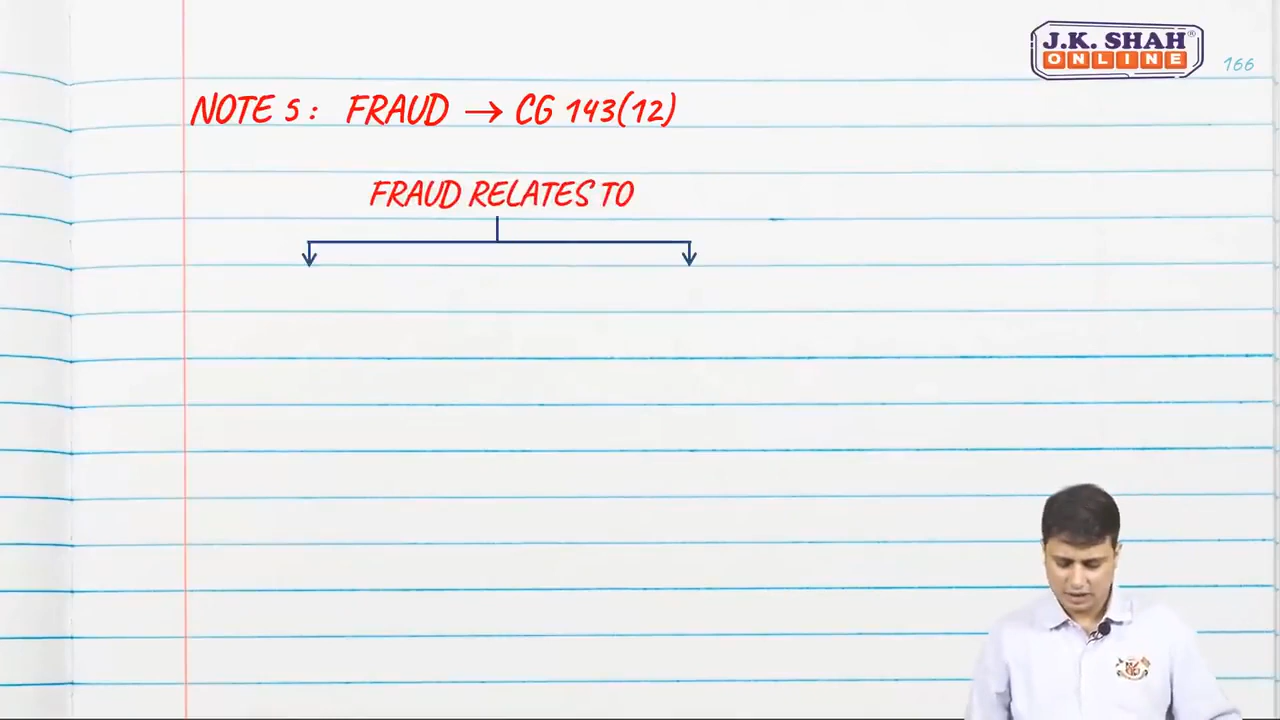 J.K. SHAH®
ONLINE
166
NOTE 5 : FRAUD → CG 143(12)
FRAUD RELATES TO